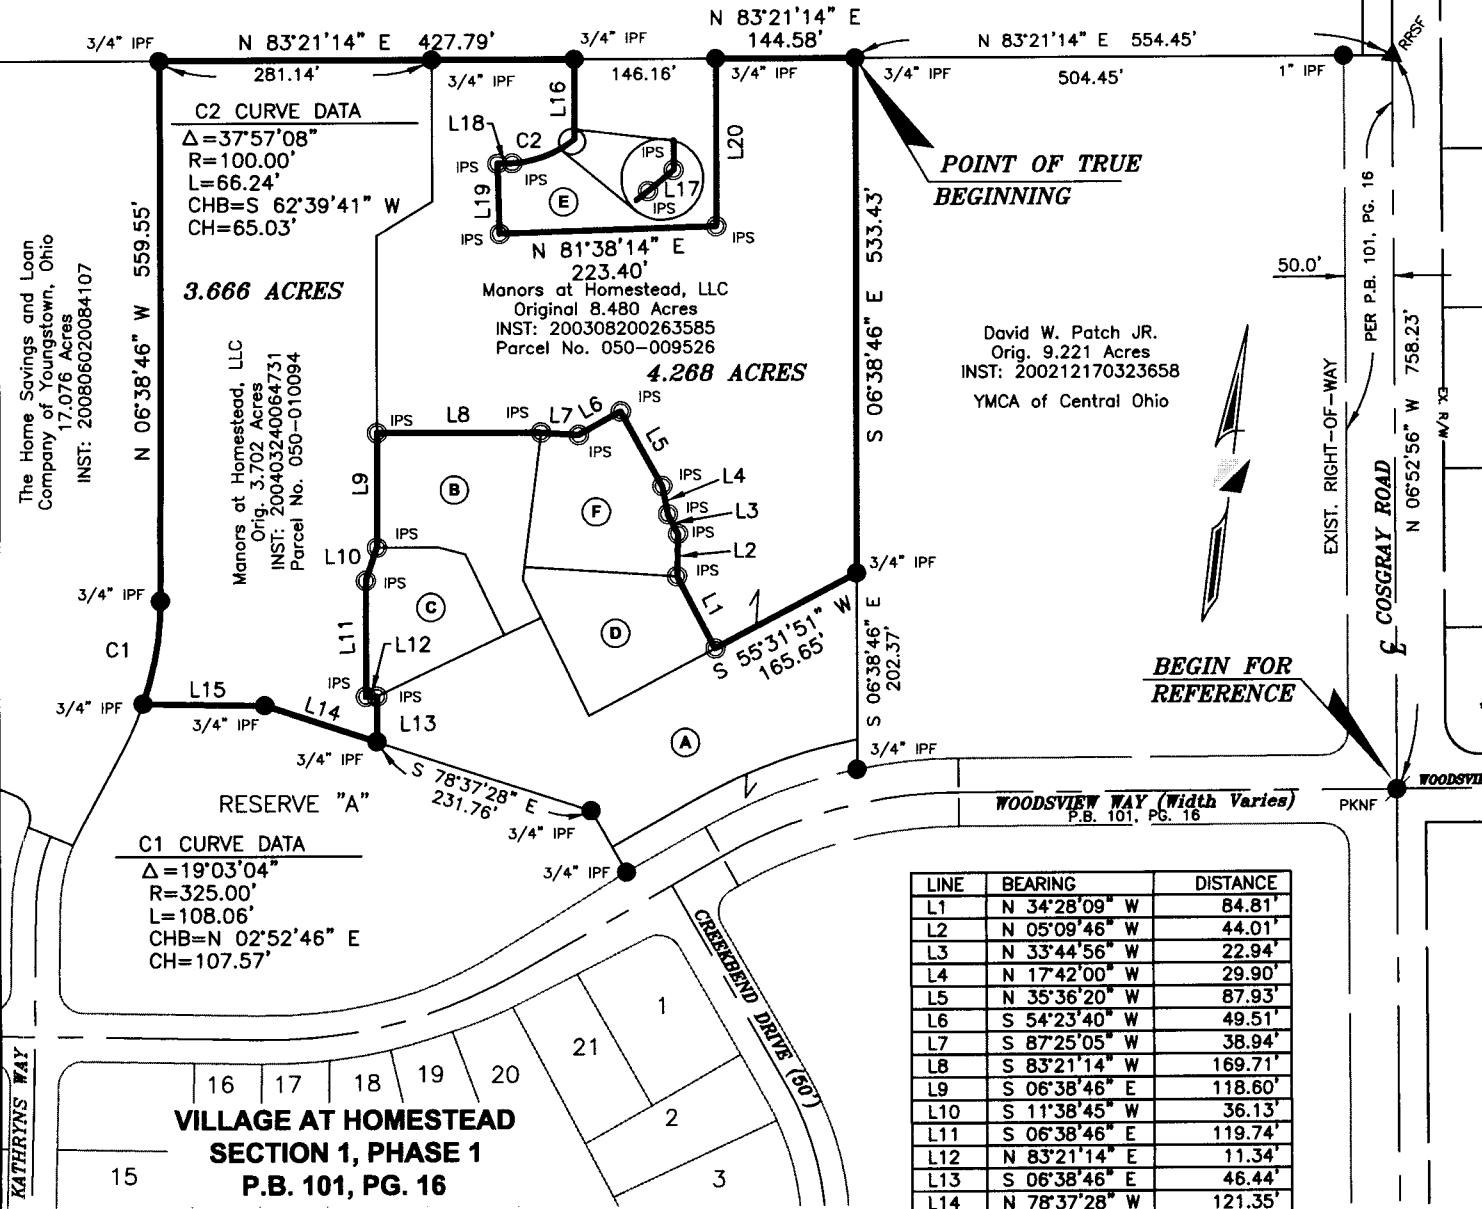 N 83°21'14" E
144.58'
3/4" IPF
N 83°21'14" E 427.79'
3/4" IPF
N 83°21'14" E 554.45'
RRSF
281.14'
3/4" IPF
146.16'
3/4" IPF
3/4" IPF
504.45'
1" IPF
C2 CURVE DATA
Δ=37°57'08"
R=100.00'
L=66.24'
CHB=S 62°39'41" W
CH=65.03'
L16
L18
C2
IPS
IPS
L17
IPS
L19
E
L20
IPS
IPS
N 81°38'14" E
223.40'
POINT OF TRUE
BEGINNING
N 06°38'46" W 559.55'
S 06°38'46" E 533.43'
The Home Savings and Loan
Company of Youngstown, Ohio
17.076 Acres
INST: 200806020084107
3.666 ACRES
Manors at Homestead, LLC
Original 8.480 Acres
INST: 200308200263585
Parcel No. 050-009526
4.268 ACRES
Manors at Homestead, LLC
Orig. 3.702 Acres
INST: 200403240064731
Parcel No. 050-010094
David W. Patch JR.
Orig. 9.221 Acres
INST: 200212170323658
YMCA of Central Ohio
50.0'
PER P.B. 101, PG. 16
EXIST. RIGHT-OF-WAY
℄ COSGRAY ROAD
N 06°52'56" W 758.23'
EX. R/W
IPS
L8
IPS
L7
L6
IPS
IPS
L5
L9
B
F
IPS
L4
IPS
L3
IPS
L2
IPS
L10
IPS
IPS
C
D
L1
L11
L12
IPS
IPS
L13
S 55°31'51" W
165.65'
3/4" IPF
S 06°38'46" E
202.37'
3/4" IPF
3/4" IPF
C1
3/4" IPF
L15
3/4" IPF
L14
3/4" IPF
A
S 78°37'28" E
231.76'
3/4" IPF
3/4" IPF
BEGIN FOR
REFERENCE
WOODSVIEW WAY (Width Varies)
P.B. 101, PG. 16
PKNF
WOODSVI
RESERVE "A"
C1 CURVE DATA
Δ=19°03'04"
R=325.00'
L=108.06'
CHB=N 02°52'46" E
CH=107.57'
CREEKBEND DRIVE (50')
KATHRYNS WAY
1
21
20
19
18
17
16
2
15
3
VILLAGE AT HOMESTEAD
SECTION 1, PHASE 1
P.B. 101, PG. 16
LINE BEARING DISTANCE
L1 N 34°28'09" W 84.81'
L2 N 05°09'46" W 44.01'
L3 N 33°44'56" W 22.94'
L4 N 17°42'00" W 29.90'
L5 N 35°36'20" W 87.93'
L6 S 54°23'40" W 49.51'
L7 S 87°25'05" W 38.94'
L8 S 83°21'14" W 169.71'
L9 S 06°38'46" E 118.60'
L10 S 11°38'45" W 36.13'
L11 S 06°38'46" E 119.74'
L12 N 83°21'14" E 11.34'
L13 S 06°38'46" E 46.44'
L14 N 78°37'28" W 121.35'